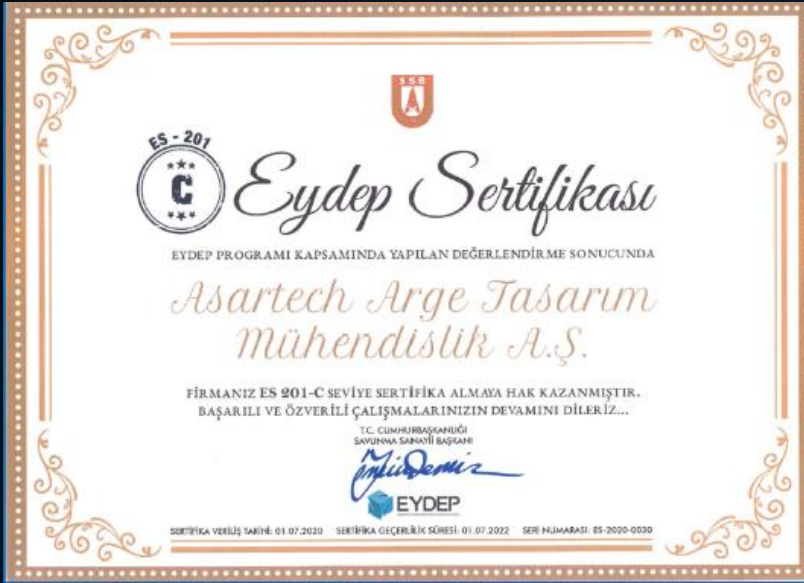 SSB
ES - 201
C
Eydep Sertifikası
EYDEP PROGRAMI KAPSAMINDA YAPILAN DEĞERLENDİRME SONUCUNDA
Asartech Arge Tasarım
Mühendislik A.Ş.
FİRMANIZ ES 201-C SEVİYE SERTİFİKA ALMAYA HAK KAZANMIŞTIR.
BAŞARILI VE ÖZVERİLİ ÇALIŞMALARINIZIN DEVAMINI DİLERİZ...
T.C. CUMHURBAŞKANLIĞI
SAVUNMA SANAYİİ BAŞKANI
EYDEP
SERTİFİKA VERİLİŞ TARİHİ: 01.07.2020 SERTİFİKA GEÇERLİLİK SÜRESİ: 01.07.2022 SERİ NUMARASI: ES-2020-0030